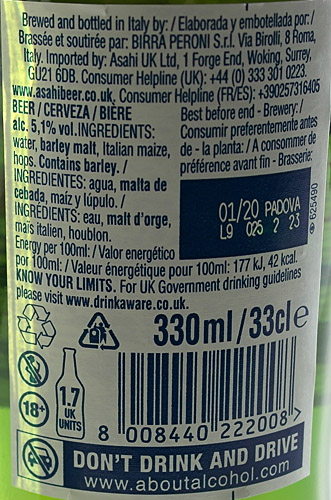 Brewed and bottled in Italy by: / Elaborada y embotellada por: /
Brassée et soutirée par: BIRRA PERONI S.r.l. Via Birolli, 8 Roma,
Italy. Imported by: Asahi UK Ltd, 1 Forge End, Woking, Surrey,
GU21 6DB. Consumer Helpline (UK): +44 (0) 333 301 0223.
www.asahibeer.co.uk. Consumer Helpline (FR/ES): +390257316405
BEER / CERVEZA / BIÈRE
alc. 5,1% vol. INGREDIENTS:
water, barley malt, Italian maize,
hops. Contains barley. /
INGREDIENTES: agua, malta de
cebada, maíz y lúpulo. /
INGRÉDIENTS: eau, malt d'orge,
maïs italien, houblon.
Energy per 100ml: / Valor energético
por 100ml: / Valeur énergétique pour 100ml: 177 kJ, 42 kcal.
KNOW YOUR LIMITS. For UK Government drinking guidelines
please visit www.drinkaware.co.uk.
Best before end - Brewery: /
Consumir preferentemente antes
de - la planta: / A consommer de
préférence avant fin - Brasserie:
01/20 PADOVA
L9 025 2 23
625490
330ml/33cl e
18+
1.7
UK
UNITS
8 008440 222008 >
DON'T DRINK AND DRIVE
www.aboutalcohol.com